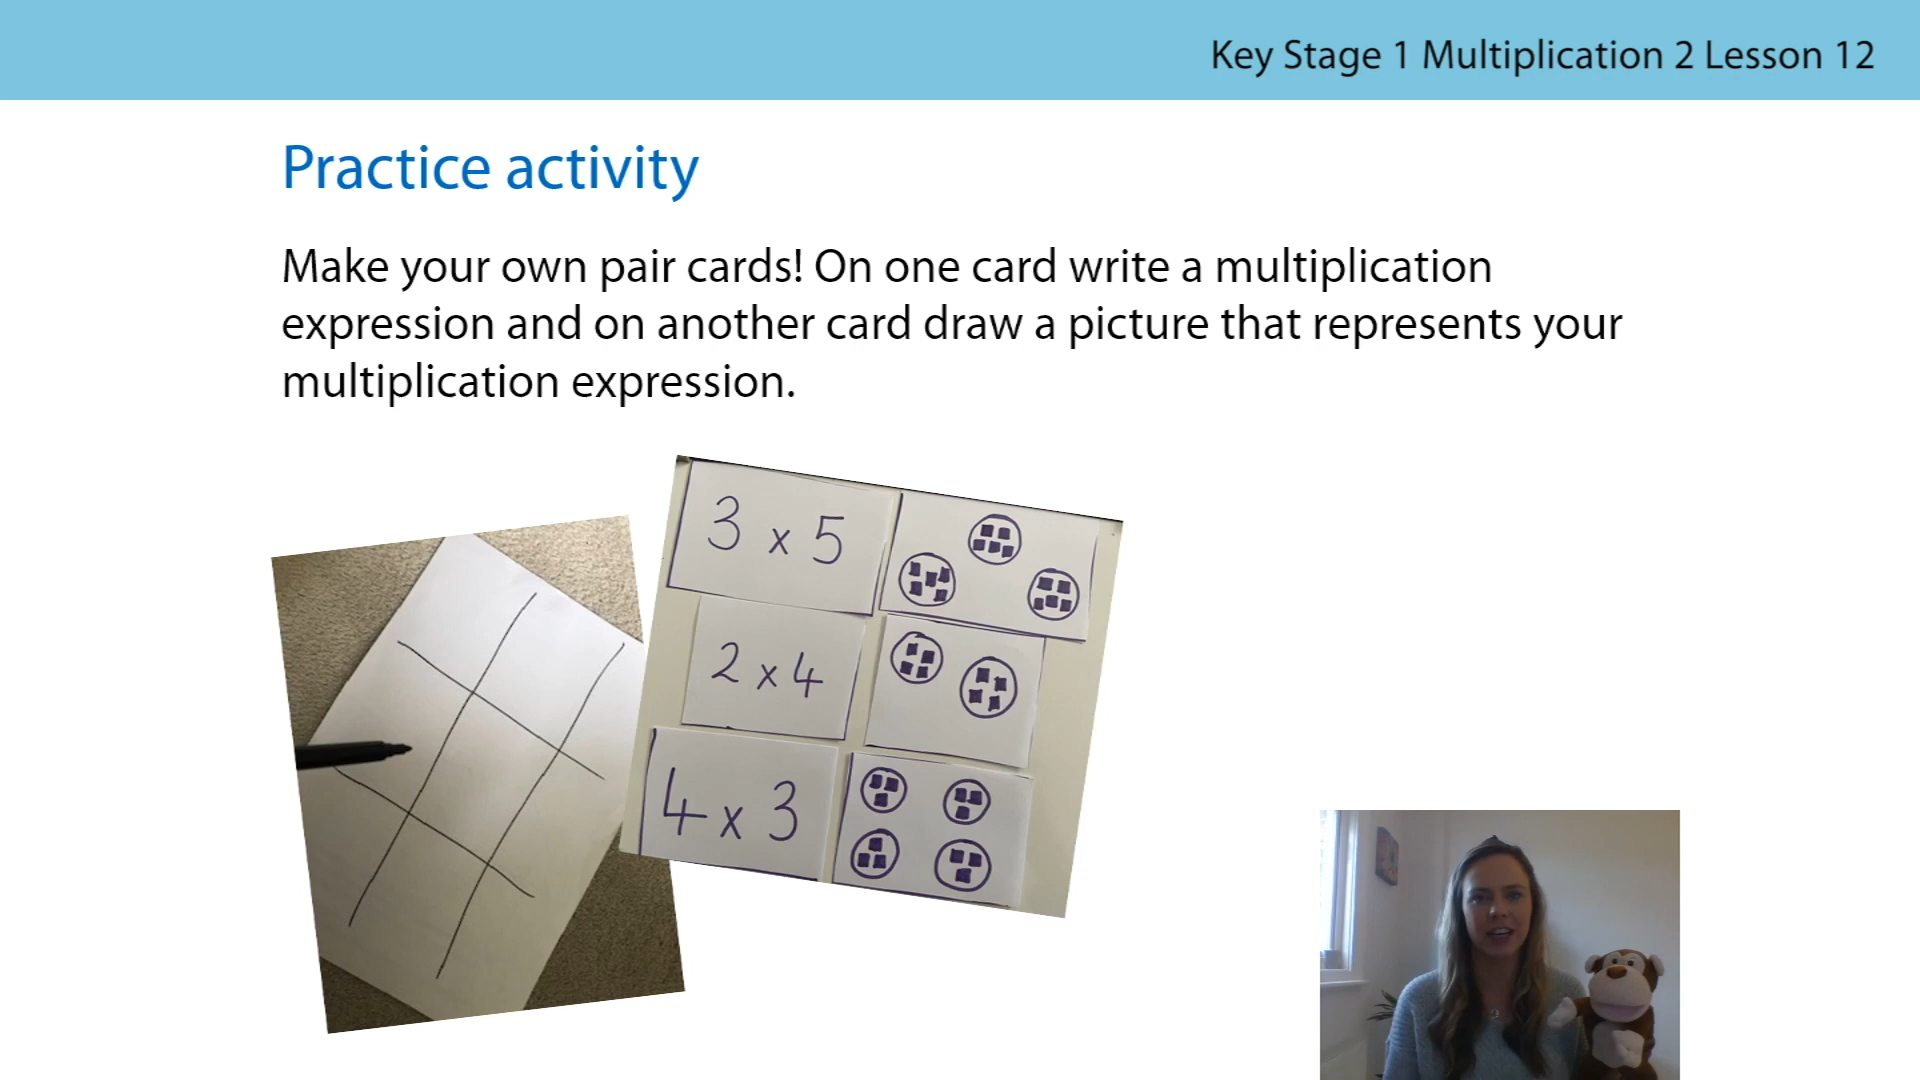 Key Stage 1 Multiplication 2 Lesson 12
Practice activity
Make your own pair cards! On one card write a multiplication
expression and on another card draw a picture that represents your
multiplication expression.
3 x 5
2 x 4
4 x 3